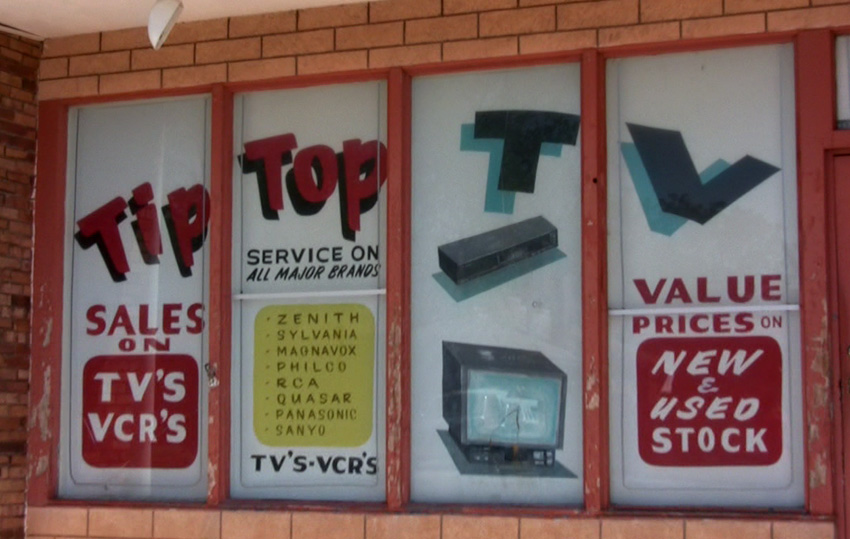 Tip Top T V
SALES
ON
TV'S
VCR'S
SERVICE ON
ALL MAJOR BRANDS
· ZENITH
· SYLVANIA
· MAGNAVOX
· PHILCO
· RCA
· QUASAR
· PANASONIC
· SANYO
TV'S-VCR'S
TT
VALUE
PRICES ON
NEW
&
USED
STOCK